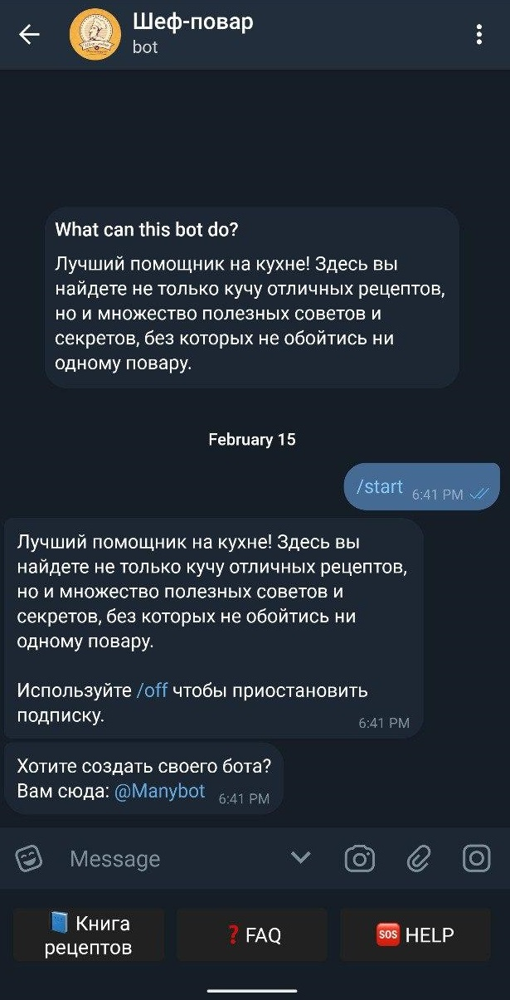 Шеф-повар
bot
What can this bot do?
Лучший помощник на кухне! Здесь вы
найдете не только кучу отличных рецептов,
но и множество полезных советов и
секретов, без которых не обойтись ни
одному повару.
February 15
/start 6:41 PM
Лучший помощник на кухне! Здесь вы
найдете не только кучу отличных рецептов,
но и множество полезных советов и
секретов, без которых не обойтись ни
одному повару.
Используйте /off чтобы приостановить
подписку. 6:41 PM
Хотите создать своего бота?
Вам сюда: @Manybot 6:41 PM
Message
📘 Книга
рецептов
❓ FAQ
🆘 HELP